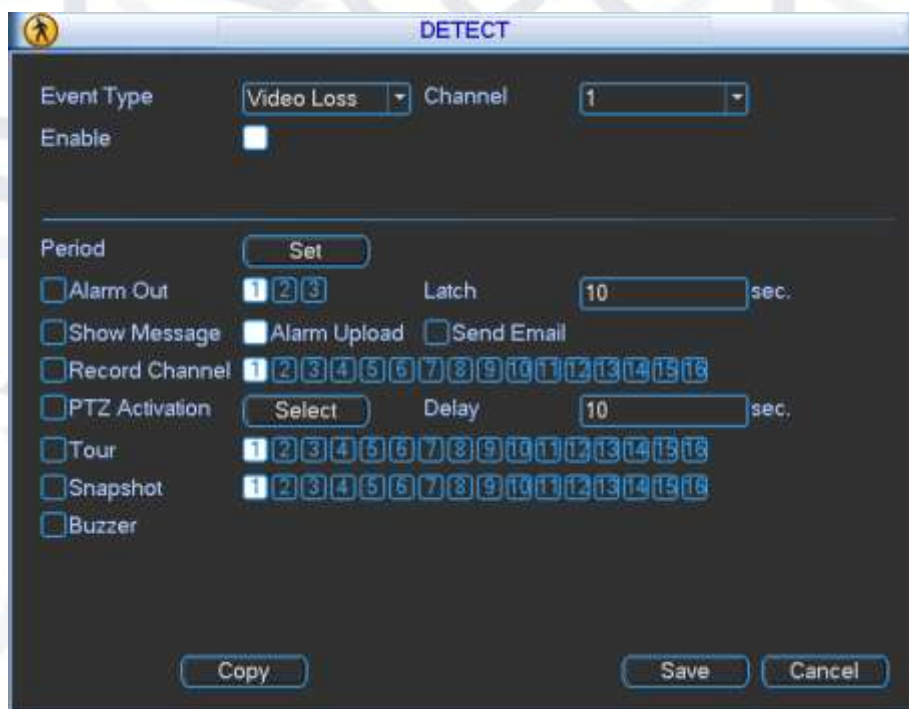 DETECT
Event Type Video Loss Channel 1
Enable
Period Set
Alarm Out 1 2 3 Latch 10 sec.
Show Message Alarm Upload Send Email
Record Channel 1 2 3 4 5 6 7 8 9 10 11 12 13 14 15 16
PTZ Activation Select Delay 10 sec.
Tour 1 2 3 4 5 6 7 8 9 10 11 12 13 14 15 16
Snapshot 1 2 3 4 5 6 7 8 9 10 11 12 13 14 15 16
Buzzer
Copy Save Cancel